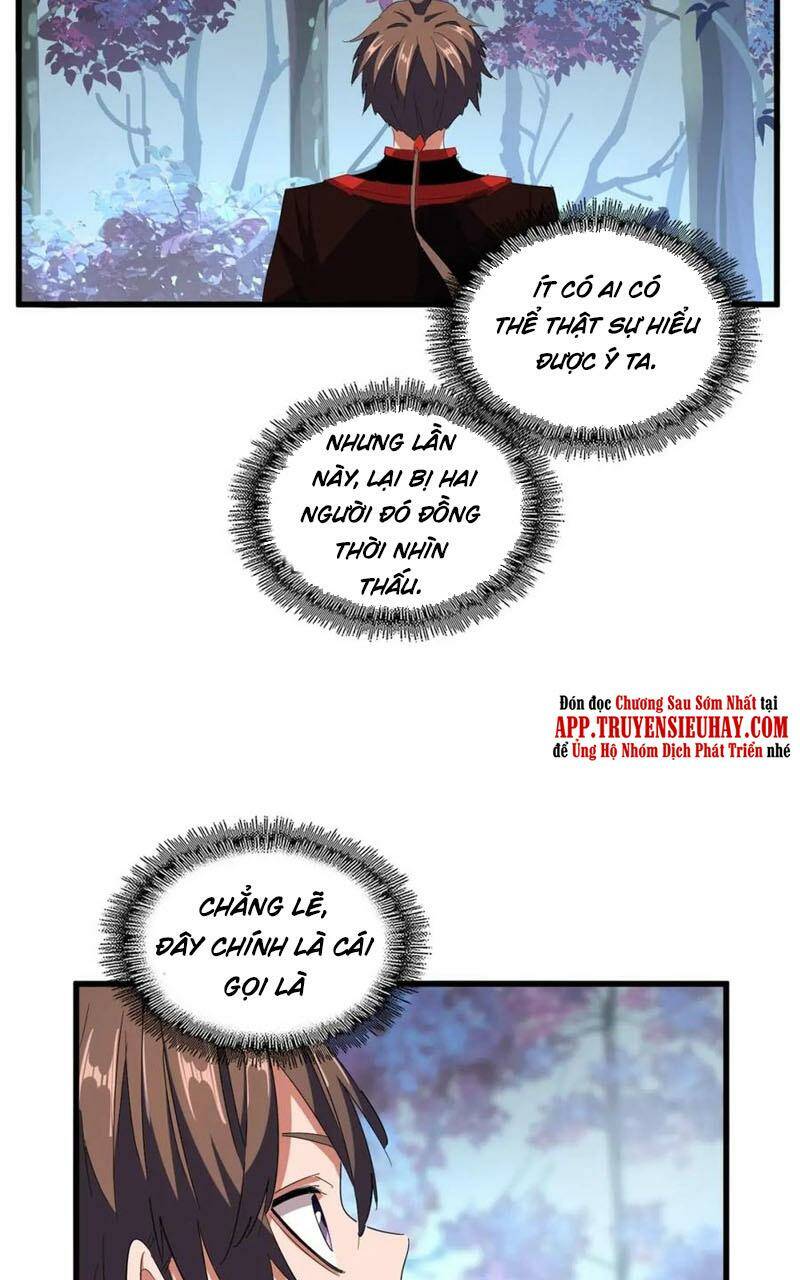 ÍT CÓ AI CÓ
THỂ THẬT SỰ HIỂU
ĐƯỢC Ý TA.
NHƯNG LẦN
NÀY, LẠI BỊ HAI
NGƯỜI ĐÓ ĐỒNG
THỜI NHÌN
THẤU.
Đón đọc Chương Sau Sớm Nhất tại
APP.TRUYENSIEUHAY.COM
để Ủng Hộ Nhóm Dịch Phát Triển nhé
CHẲNG LẼ,
ĐÂY CHÍNH LÀ CÁI
GỌI LÀ